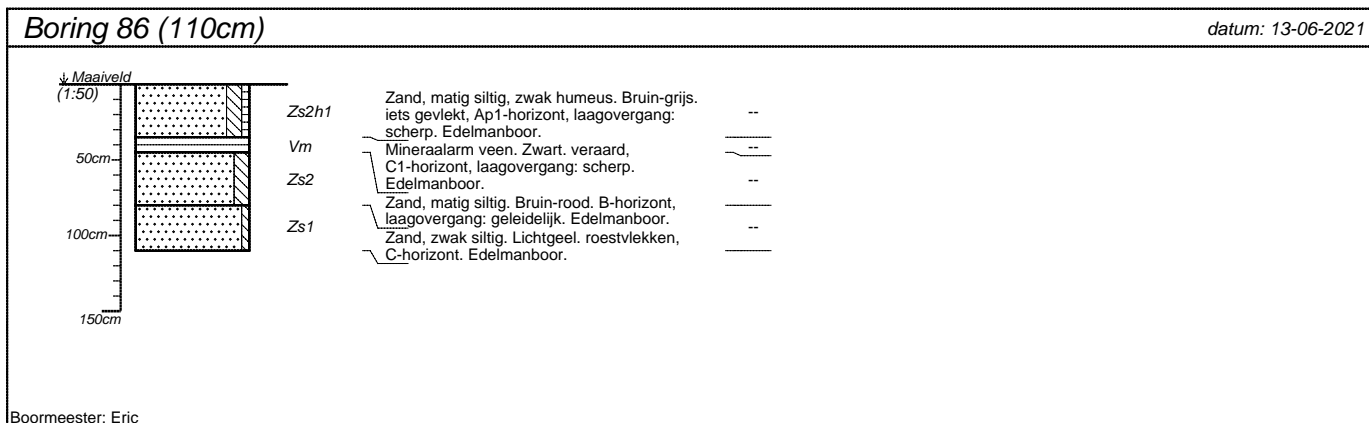 Boring 86 (110cm)
datum: 13-06-2021
Maaiveld
(1:50)
50cm
100cm
150cm
Zs2h1
Zand, matig siltig, zwak humeus. Bruin-grijs.
iets gevlekt, Ap1-horizont, laagovergang:
scherp. Edelmanboor.
--
Vm
Mineraalarm veen. Zwart. veraard,
C1-horizont, laagovergang: scherp.
Edelmanboor.
--
Zs2
Zand, matig siltig. Bruin-rood. B-horizont,
laagovergang: geleidelijk. Edelmanboor.
--
Zs1
Zand, zwak siltig. Lichtgeel. roestvlekken,
C-horizont. Edelmanboor.
--
Boormeester: Eric